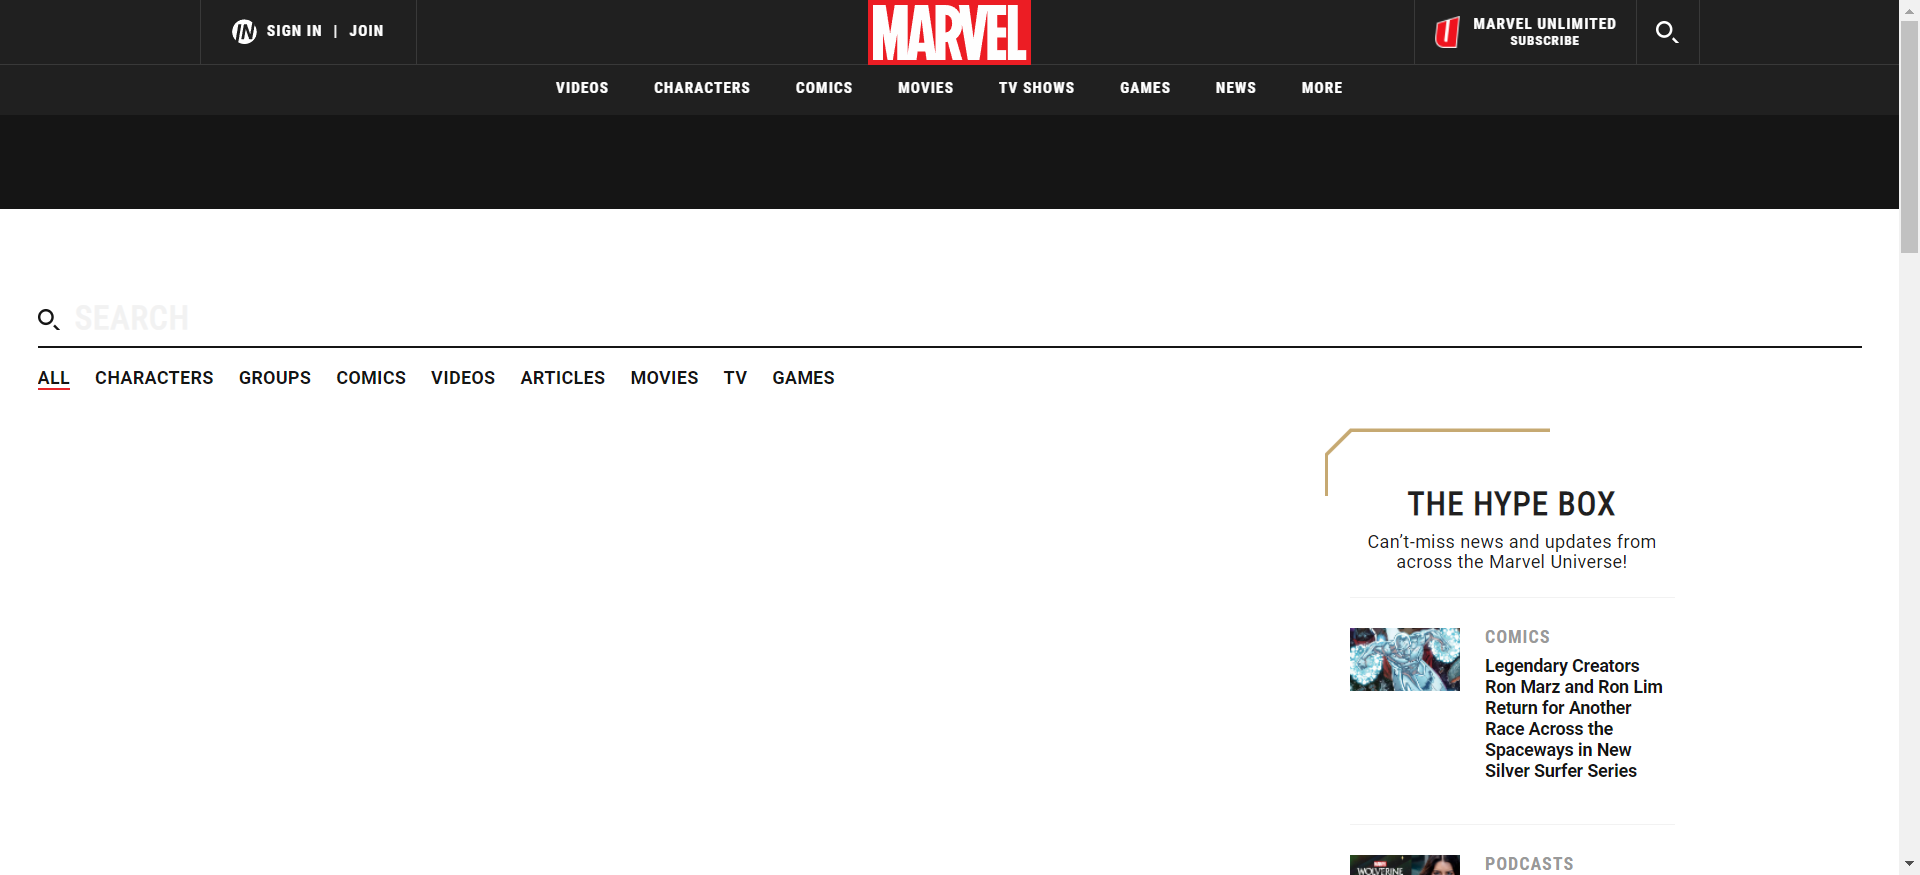 SIGN IN | JOIN
MARVEL
MARVEL UNLIMITED
SUBSCRIBE
VIDEOS CHARACTERS COMICS MOVIES TV SHOWS GAMES NEWS MORE
SEARCH
ALL CHARACTERS GROUPS COMICS VIDEOS ARTICLES MOVIES TV GAMES
THE HYPE BOX
Can’t-miss news and updates from
across the Marvel Universe!
COMICS
Legendary Creators
Ron Marz and Ron Lim
Return for Another
Race Across the
Spaceways in New
Silver Surfer Series
PODCASTS
MARVEL
WOLVERINE